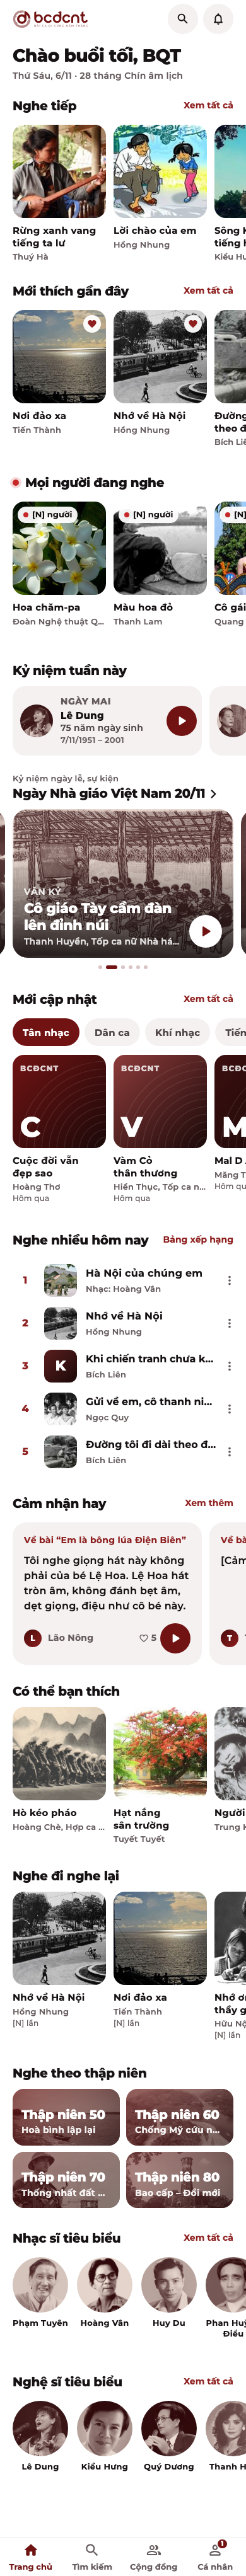 bcdcnt
Chào buổi tối, BQT
Thứ Sáu, 6/11 · 28 tháng Chín âm lịch
Nghe tiếp Xem tất cả
Rừng xanh vang tiếng ta lư
Thuý Hà
Lời cha của em
Hồng Nhung
Sông
tiếng
Kiều
Mới thích gần đây Xem tất cả
Nơi đảo xa
Tiến Thành
Nhớ về Hà Nội
Hồng Nhung
Đường
theo
Bích
Mọi người đang nghe
[N] người
[N] người
Hoa chăm-pa
Đoàn Nghệ thuật Q...
Màu hoa đỏ
Thanh Lam
Cô gái
Quang
Kỷ niệm tuần này
NGÀY MAI
Lê Dung
75 năm ngày sinh
7/11/1951 – 2001
Kỷ niệm ngày lễ, sự kiện
Ngày Nhà giáo Việt Nam 20/11 >
VĂN KÝ
Cô giáo Tày cầm đàn
lên đỉnh núi
Thanh Huyền, Tốp ca nữ Nhà há...
Mới cập nhật Xem tất cả
Tân nhạc
Dân ca
Khí nhạc
BCĐCNT
C
BCĐCNT
V
Cuộc đời vẫn
đẹp sao
Hoàng Thơ
Hôm qua
Vàm Cỏ
thân thương
Hiền Thục, Tốp ca n...
Hôm qua
Mal D
Măng
Hôm qu
Nghe nhiều hôm nay Bảng xếp hạng
1
Hà Nội của chúng em
Nhạc: Hoàng Vân
2
Nhớ về Hà Nội
Hồng Nhung
3
K
Khi chiến tranh chưa k...
Bích Liên
4
Gửi về em, cô thanh ni...
Ngọc Quy
5
Đường tôi đi dài theo đ...
Bích Liên
Cảm nhận hay Xem thêm
Về bài “Em là bông lúa Điện Biên”
Tôi nghe giọng hát này không
phải của bé Lệ Hoa. Lệ Hoa hát
tròn âm, không đánh bẹt âm,
dẹt giọng, điệu như cô bé này.
L Lão Nông 5
Về bà
[Cảm
T
Có thể bạn thích
Hò kéo pháo
Hoàng Chè, Hợp ca ...
Hạt nắng
sân trường
Tuyết Tuyết
Người
Trung
Nghe đi nghe lại
Nhớ về Hà Nội
Hồng Nhung
[N] lần
Nơi đảo xa
Tiến Thành
[N] lần
Nhớ
thầy
[N] lần
Nghe theo thập niên
Thập niên 50
Hoà bình lập lại
Thập niên 60
Chống Mỹ cứu n...
Thập niên 70
Thống nhất đất ...
Thập niên 80
Bao cấp – Đổi mới
Nhạc sĩ tiêu biểu Xem tất cả
Phạm Tuyên
Hoàng Vân
Huy Du
Phan Huỳ
Điểu
Nghệ sĩ tiêu biểu Xem tất cả
Lê Dung
Kiều Hưng
Quý Dương
Thanh H
1
Trang chủ
Tìm kiếm
Cộng đồng
Cá nhân